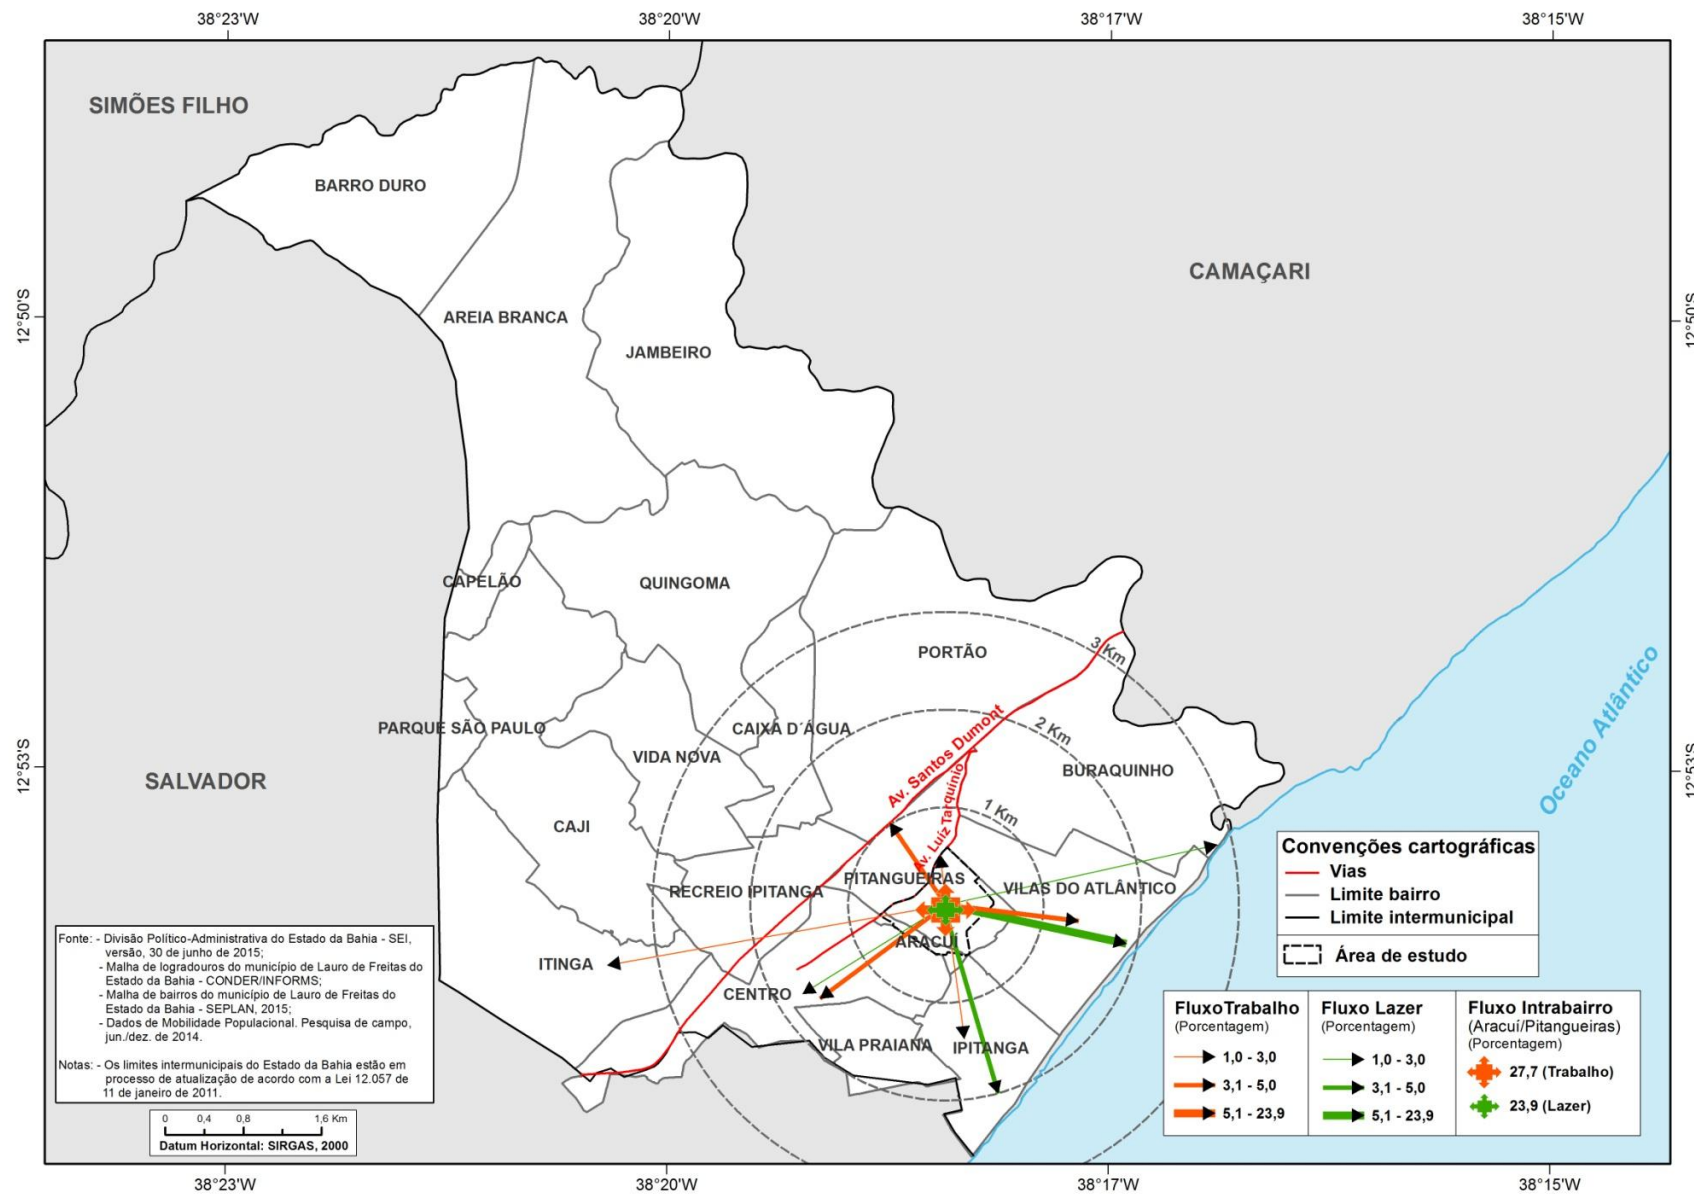 38°23'W
38°20'W
38°17'W
38°15'W
SIMÕES FILHO
BARRO DURO
CAMAÇARI
12°50'S
12°50'S
AREIA BRANCA
JAMBEIRO
CAPELÃO
QUINGOMA
PORTÃO
3 Km
PARQUE SÃO PAULO
CAIXA D´ÁGUA
2 Km
VIDA NOVA
Av. Santos Dumont
BURAQUINHO
Oceano Atlântico
12°53'S
12°53'S
SALVADOR
Av. Luíz Tarquínio
1 Km
CAJI
PITANGUEIRAS
RECREIO IPITANGA
VILAS DO ATLÂNTICO
ARACUÍ
ITINGA
CENTRO
VILA PRAIANA
IPITANGA
Convenções cartográficas
Vias
Limite bairro
Limite intermunicipal
Área de estudo
Fonte: - Divisão Político-Administrativa do Estado da Bahia - SEI,
versão, 30 de junho de 2015;
- Malha de logradouros do município de Lauro de Freitas do
Estado da Bahia - CONDER/INFORMS;
- Malha de bairros do município de Lauro de Freitas do
Estado da Bahia - SEPLAN, 2015;
- Dados de Mobilidade Populacional. Pesquisa de campo,
jun./dez. de 2014.
Notas: - Os limites intermunicipais do Estado da Bahia estão em
processo de atualização de acordo com a Lei 12.057 de
11 de janeiro de 2011.
0 0,4 0,8 1,6 Km
Datum Horizontal: SIRGAS, 2000
FluxoTrabalho
(Porcentagem)
1,0 - 3,0
3,1 - 5,0
5,1 - 23,9
Fluxo Lazer
(Porcentagem)
1,0 - 3,0
3,1 - 5,0
5,1 - 23,9
Fluxo Intrabairro
(Aracuí/Pitangueiras)
(Porcentagem)
27,7 (Trabalho)
23,9 (Lazer)
38°23'W
38°20'W
38°17'W
38°15'W